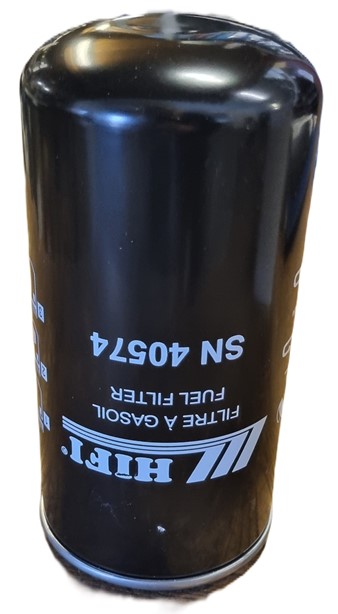 HIFI®
FILTRE À GASOIL
FUEL FILTER
SN 40574